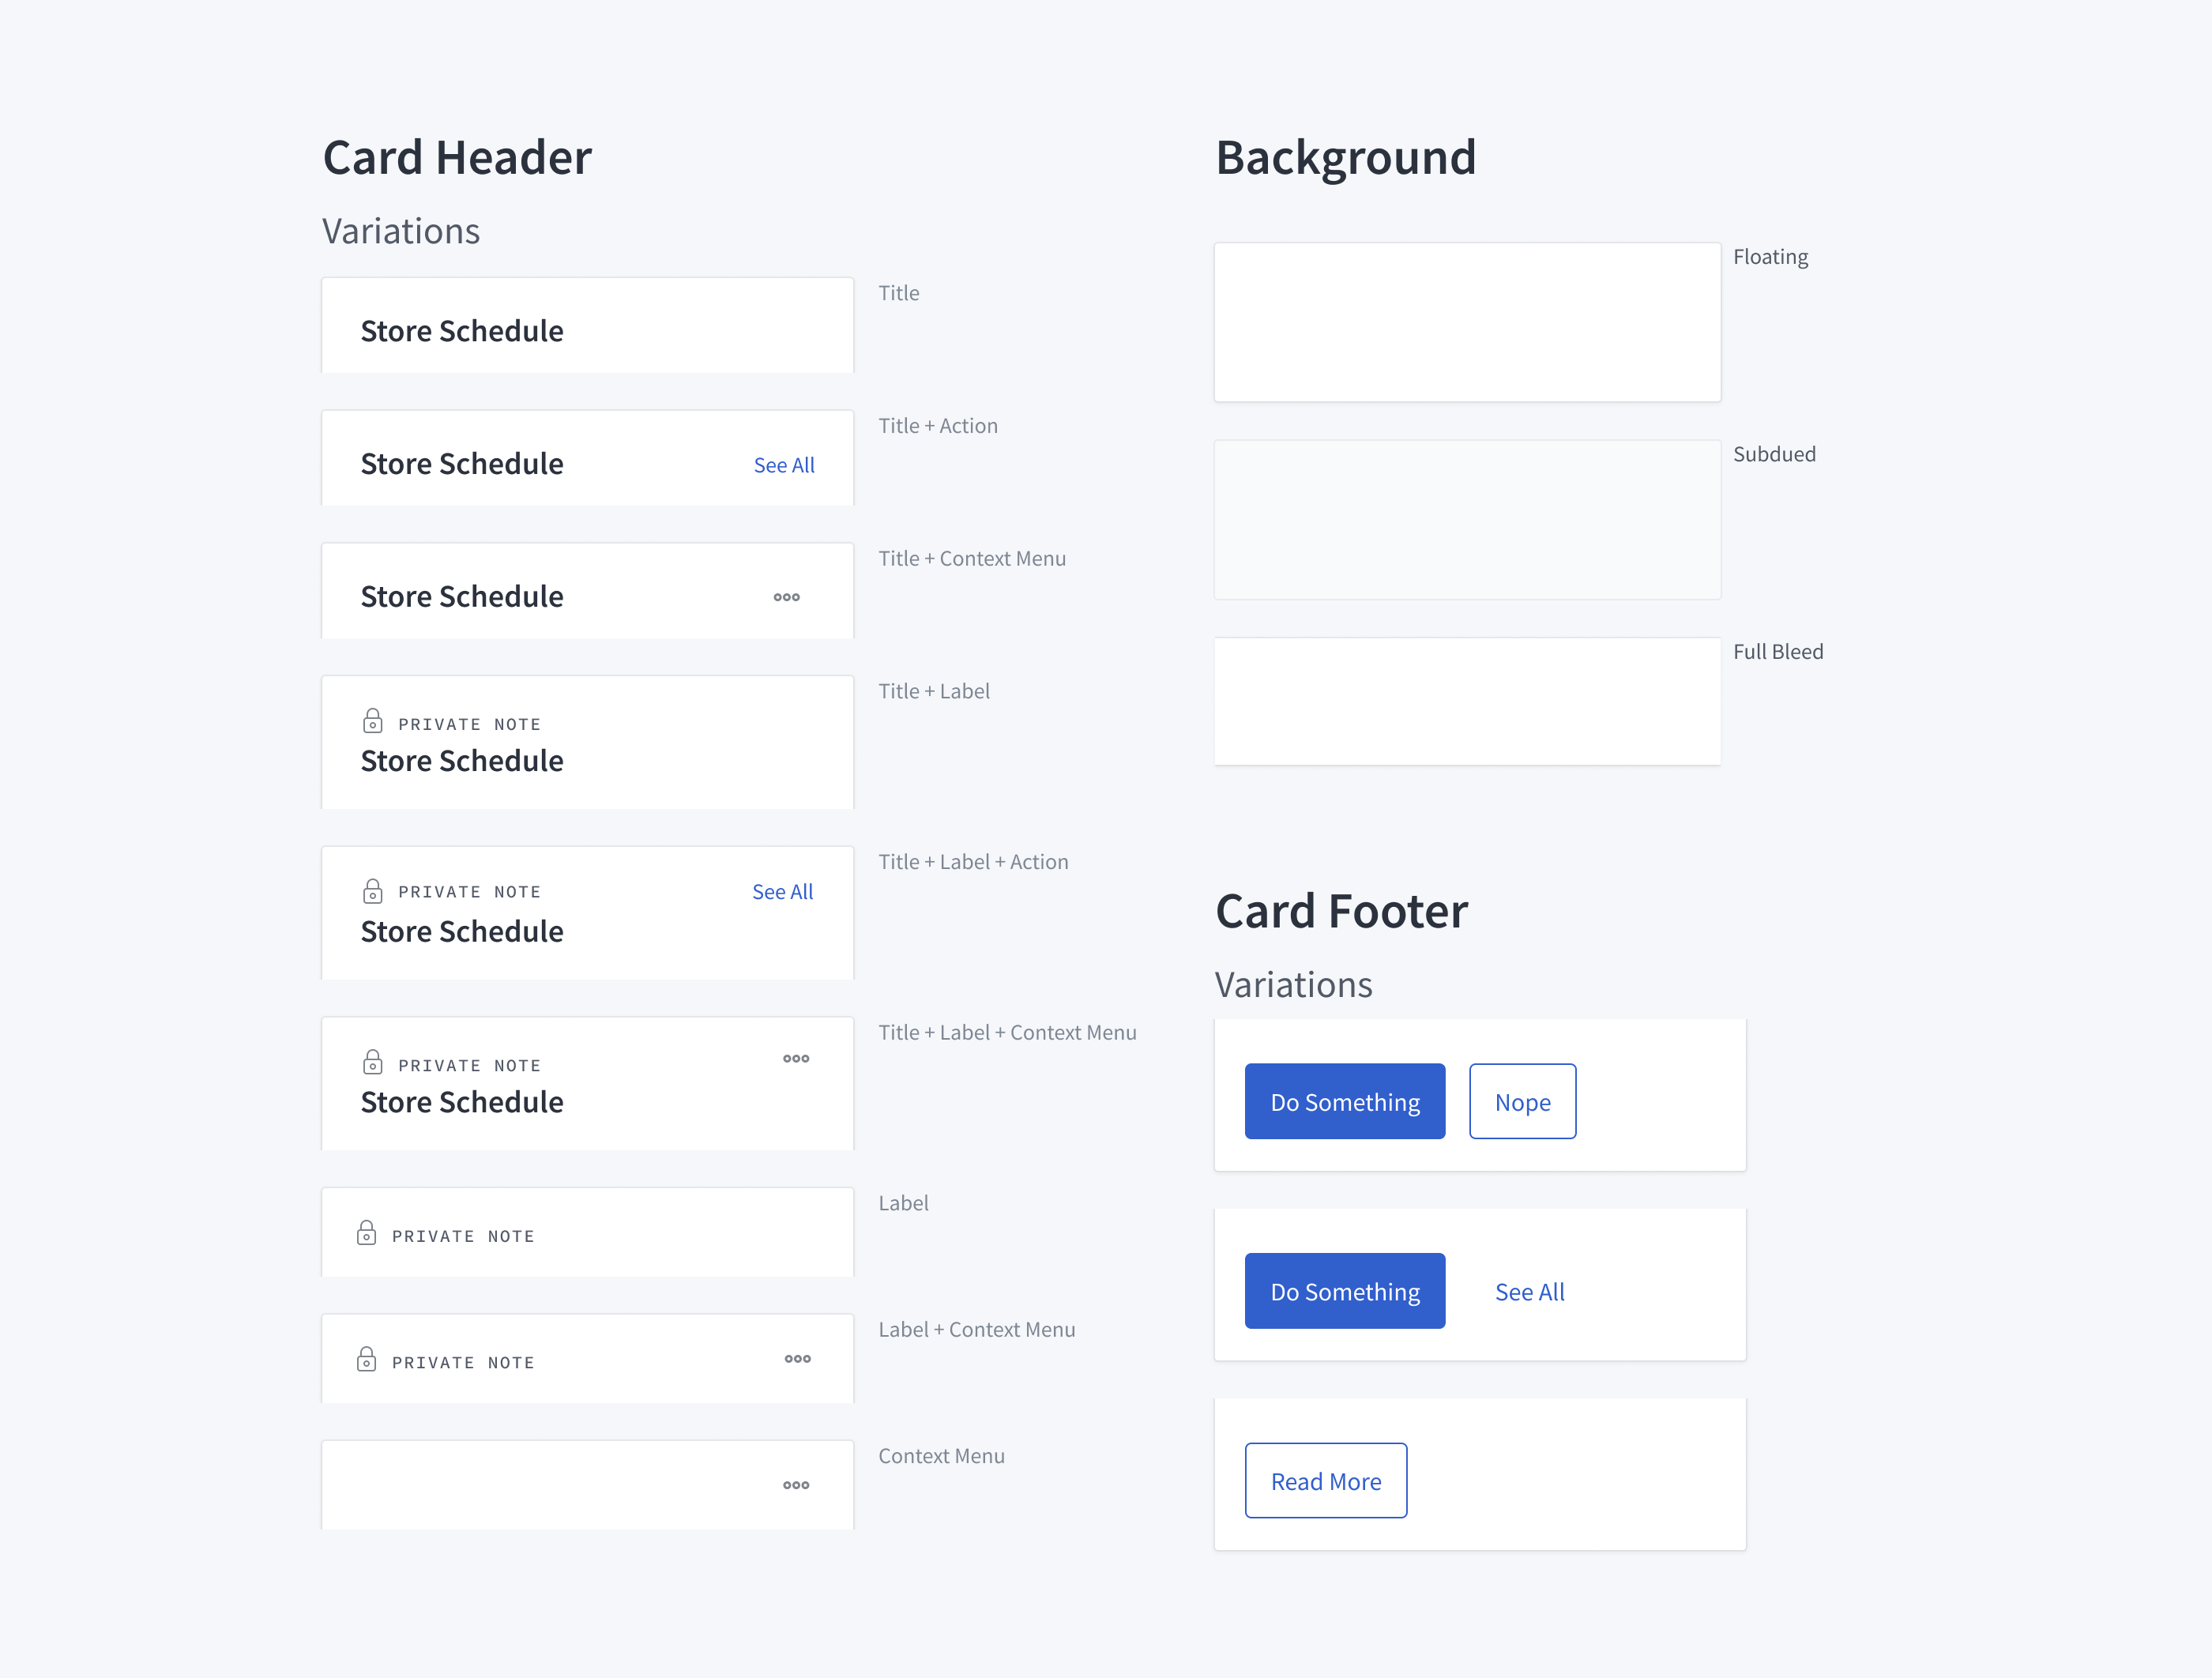 Card Header
Variations
Store Schedule
Title
Store Schedule
See All
Title + Action
Store Schedule
Title + Context Menu
PRIVATE NOTE
Store Schedule
Title + Label
PRIVATE NOTE
See All
Store Schedule
Title + Label + Action
PRIVATE NOTE
Store Schedule
Title + Label + Context Menu
PRIVATE NOTE
Label
PRIVATE NOTE
Label + Context Menu
Context Menu
Background
Floating
Subdued
Full Bleed
Card Footer
Variations
Do Something
Nope
Do Something
See All
Read More